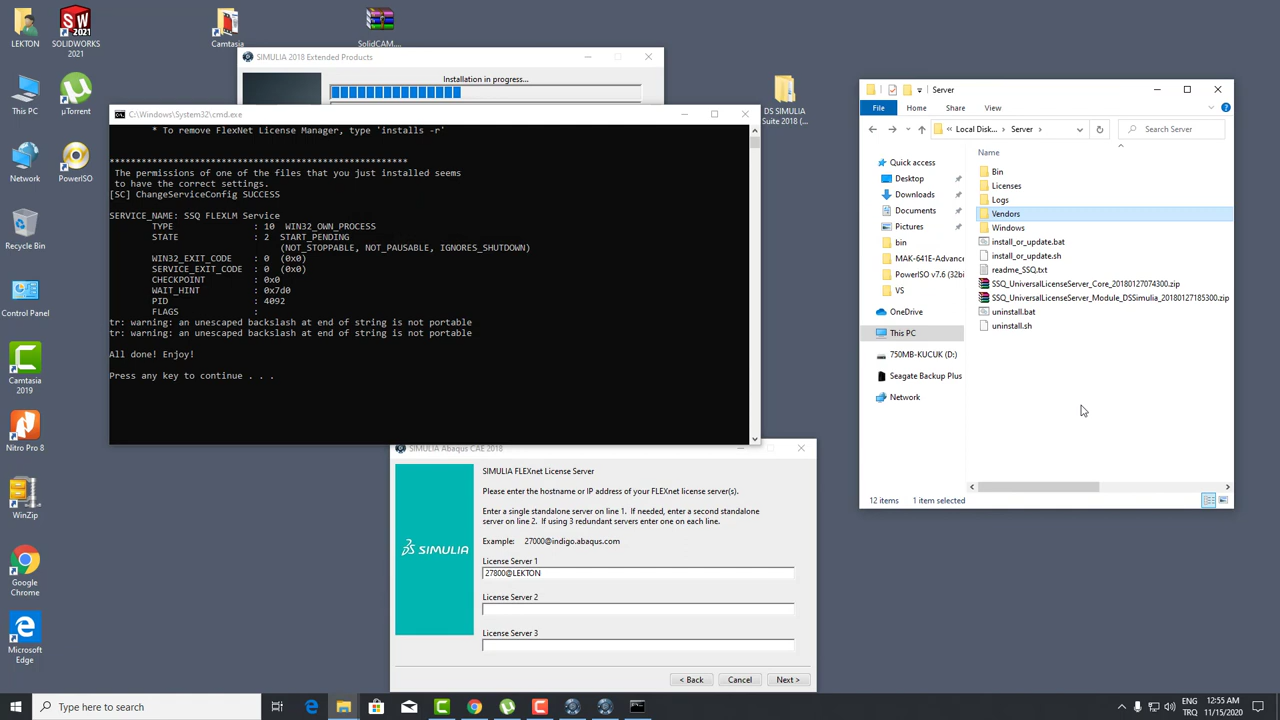 LEKTON
SOLIDWORKS
2021
Camtasia
SolidCAM....
This PC
µTorrent
Network
PowerISO
Recycle Bin
Control Panel
Camtasia
2019
Nitro Pro 8
WinZip
Google
Chrome
Microsoft
Edge
DS SIMULIA
Suite 2018 (...
SIMULIA 2018 Extended Products
Installation in progress...
C:\Windows\System32\cmd.exe
* To remove FlexNet License Manager, type 'installs -r'
********************************************************
The permissions of one of the files that you just installed seems
to have the correct settings.
[SC] ChangeServiceConfig SUCCESS
SERVICE_NAME: SSQ FLEXLM Service
TYPE : 10 WIN32_OWN_PROCESS
STATE : 2 START_PENDING
(NOT_STOPPABLE, NOT_PAUSABLE, IGNORES_SHUTDOWN)
WIN32_EXIT_CODE : 0 (0x0)
SERVICE_EXIT_CODE : 0 (0x0)
CHECKPOINT : 0x0
WAIT_HINT : 0x7d0
PID : 4092
FLAGS :
tr: warning: an unescaped backslash at end of string is not portable
tr: warning: an unescaped backslash at end of string is not portable
All done! Enjoy!
Press any key to continue . . .
SIMULIA Abaqus CAE 2018
SIMULIA FLEXnet License Server
Please enter the hostname or IP address of your FLEXnet license server(s).
Enter a single standalone server on line 1. If needed, enter a second standalone
server on line 2. If using 3 redundant servers enter one on each line.
Example: 27000@indigo.abaqus.com
SIMULIA
License Server 1
27800@LEKTON
License Server 2
License Server 3
< Back
Cancel
Next >
Server
File
Home
Share
View
« Local Disk... › Server ›
Search Server
Quick access
Desktop
Downloads
Documents
Pictures
bin
MAK-641E-Advance
PowerISO v7.6 (32bi
VS
OneDrive
This PC
750MB-KUCUK (D:)
Seagate Backup Plus
Network
Name
Bin
Licenses
Logs
Vendors
Windows
install_or_update.bat
install_or_update.sh
readme_SSQ.txt
SSQ_UniversalLicenseServer_Core_20180127074300.zip
SSQ_UniversalLicenseServer_Module_DSSimulia_20180127185300.zip
uninstall.bat
uninstall.sh
12 items
1 item selected
Type here to search
ENG
TRQ
12:55 AM
11/15/2020